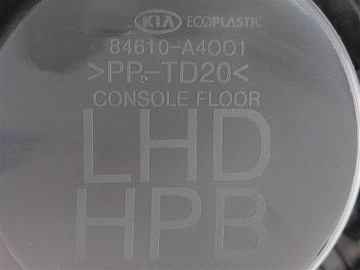 KIA ECOPLASTIC
84610-A4001
>PP-TD20<
CONSOLE FLOOR
LHD
HPB